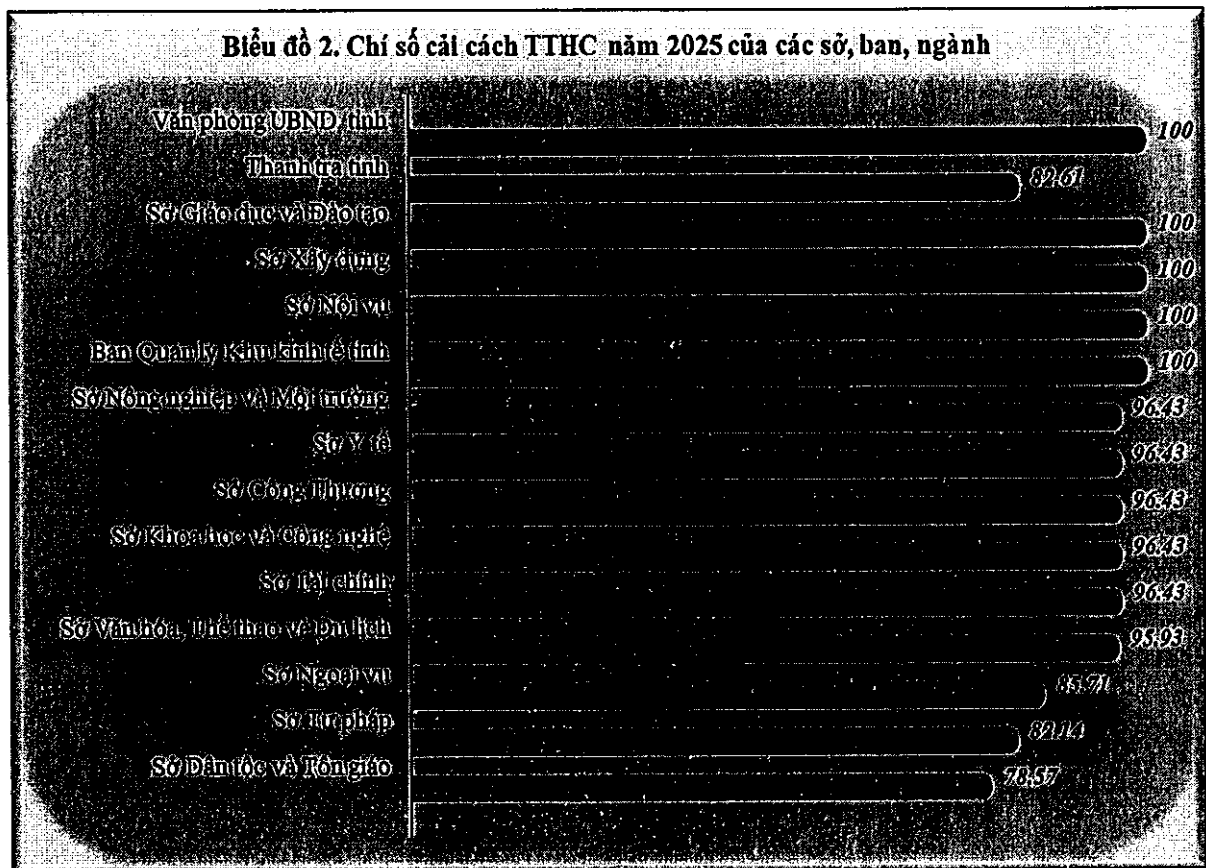 Biểu đồ 2. Chỉ số cải cách TTHC năm 2025 của các sở, ban, ngành
Văn phòng UBND tỉnh 100
Thanh tra tỉnh 82.61
Sở Giáo dục và Đào tạo 100
Sở Xây dựng 100
Sở Nội vụ 100
Ban Quản lý Khu kinh tế tỉnh 100
Sở Nông nghiệp và Môi trường 96.43
Sở Y tế 96.43
Sở Công Thương 96.43
Sở Khoa học và Công nghệ 96.43
Sở Tài chính 96.43
Sở Văn hóa, Thể thao và Du lịch 95.93
Sở Ngoại vụ 85.71
Sở Tư pháp 82.14
Sở Dân tộc và Tôn giáo 78.57